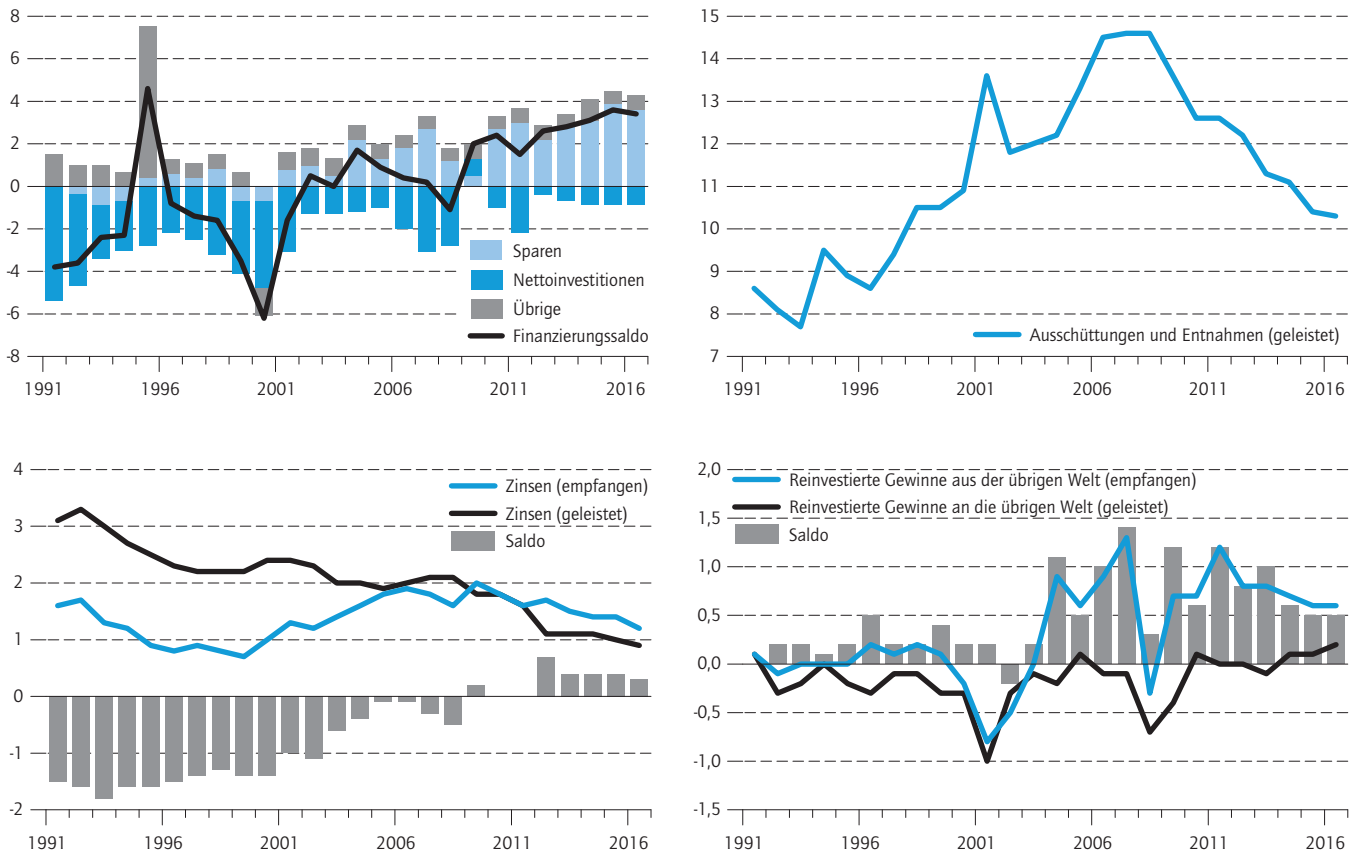 8
6
4
2
0
-2
-4
-6
-8
Sparen
Nettoinvestitionen
Übrige
Finanzierungssaldo
1991 1996 2001 2006 2011 2016
15
14
13
12
11
10
9
8
7
Ausschüttungen und Entnahmen (geleistet)
1991 1996 2001 2006 2011 2016
4
3
2
1
0
-1
-2
Zinsen (empfangen)
Zinsen (geleistet)
Saldo
1991 1996 2001 2006 2011 2016
2,0
1,5
1,0
0,5
0,0
-0,5
-1,0
-1,5
Reinvestierte Gewinne aus der übrigen Welt (empfangen)
Reinvestierte Gewinne an die übrigen Welt (geleistet)
Saldo
1991 1996 2001 2006 2011 2016